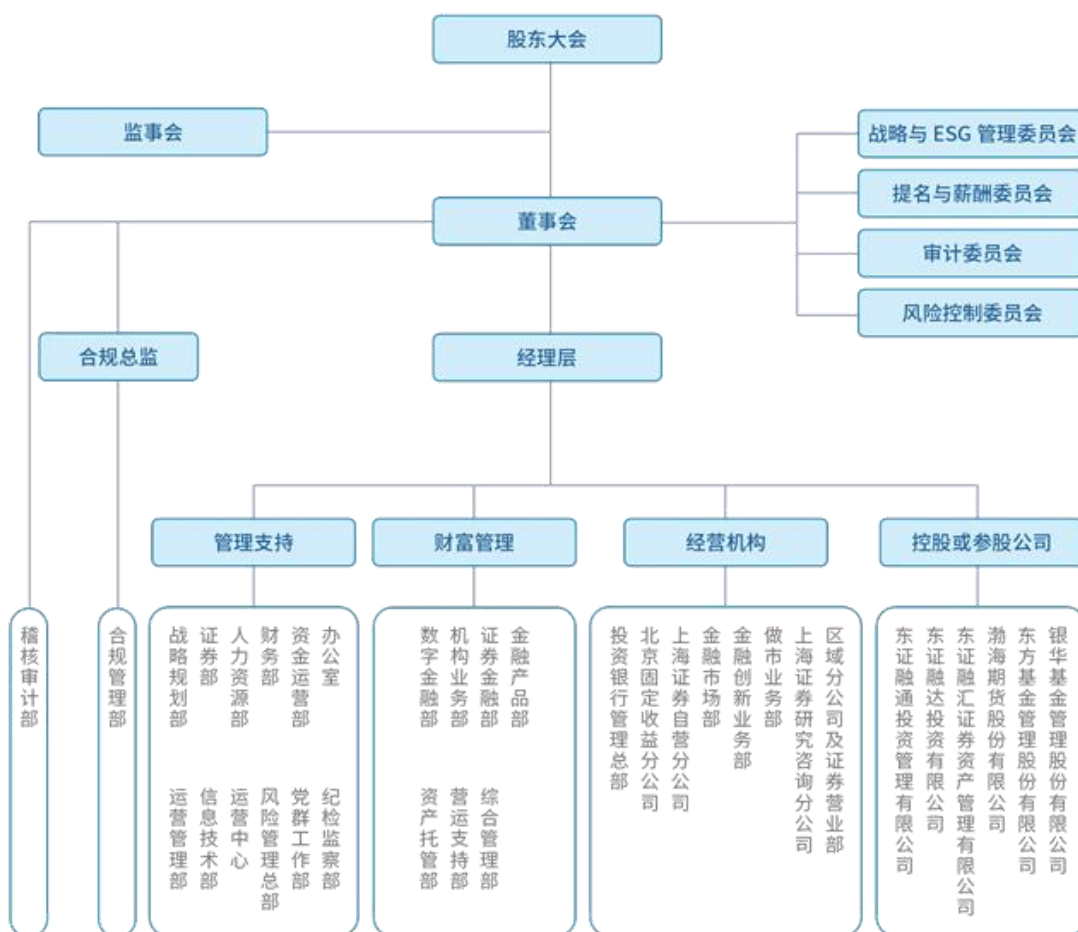 股东大会
监事会
战略与 ESG 管理委员会
提名与薪酬委员会
董事会
审计委员会
风险控制委员会
合规总监
经理层
管理支持
财富管理
经营机构
控股或参股公司
稽核审计部
合规管理部
战略规划部
证券部
人力资源部
财务部
资金运营部
办公室
运营管理部
信息技术部
运营中心
风险管理总部
党群工作部
纪检监察部
数字金融部
机构业务部
证券金融部
金融产品部
资产托管部
营运支持部
综合管理部
投资银行管理总部
北京固定收益分公司
上海证券自营分公司
金融市场部
金融创新业务部
做市业务部
上海证券研究咨询分公司
区域分公司及证券营业部
东证融通投资管理有限公司
东证融达投资有限公司
东证融汇证券资产管理有限公司
渤海期货股份有限公司
东方基金管理股份有限公司
银华基金管理股份有限公司